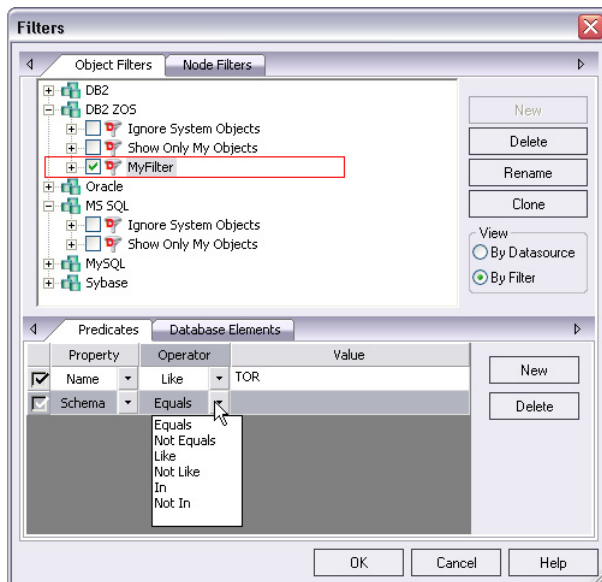 Filters
Object Filters Node Filters
DB2
DB2 ZOS
Ignore System Objects
Show Only My Objects
MyFilter
Oracle
MS SQL
Ignore System Objects
Show Only My Objects
MySQL
Sybase
New
Delete
Rename
Clone
View
By Datasource
By Filter
Predicates Database Elements
Property Operator Value
Name Like TOR
Schema Equals
Equals
Not Equals
Like
Not Like
In
Not In
New
Delete
OK Cancel Help